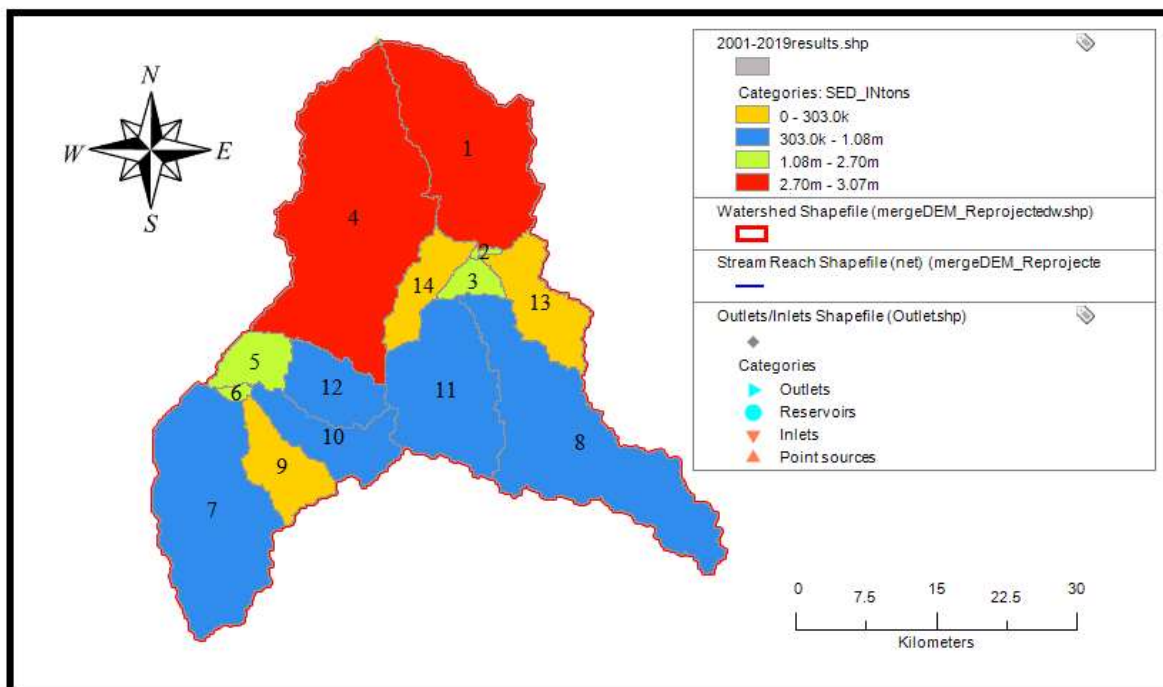 N
W
E
S
1
4
2
3
14
13
5
6
12
11
10
8
9
7
2001-2019results.shp
Categories: SED_INtons
0 - 303.0k
303.0k - 1.08m
1.08m - 2.70m
2.70m - 3.07m
Watershed Shapefile (mergeDEM_Reprojectedw.shp)
Stream Reach Shapefile (net) (mergeDEM_Reprojecte
Outlets/Inlets Shapefile (Outlet.shp)
Categories
Outlets
Reservoirs
Inlets
Point sources
0 7.5 15 22.5 30
Kilometers